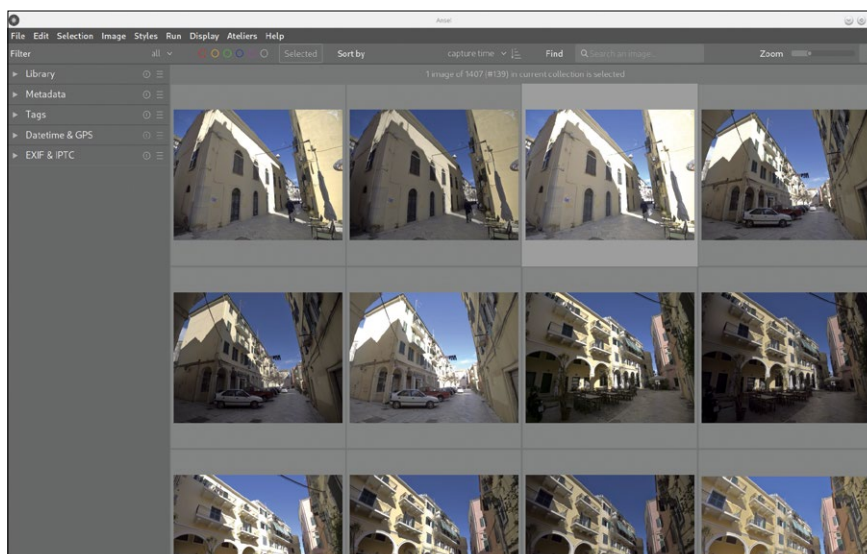 Ansel
File Edit Selection Image Styles Run Display Ateliers Help
Filter all Selected Sort by capture time Find Search an image... Zoom
Library
1 image of 1407 (#139) in current collection is selected
Metadata
Tags
Datetime & GPS
EXIF & IPTC